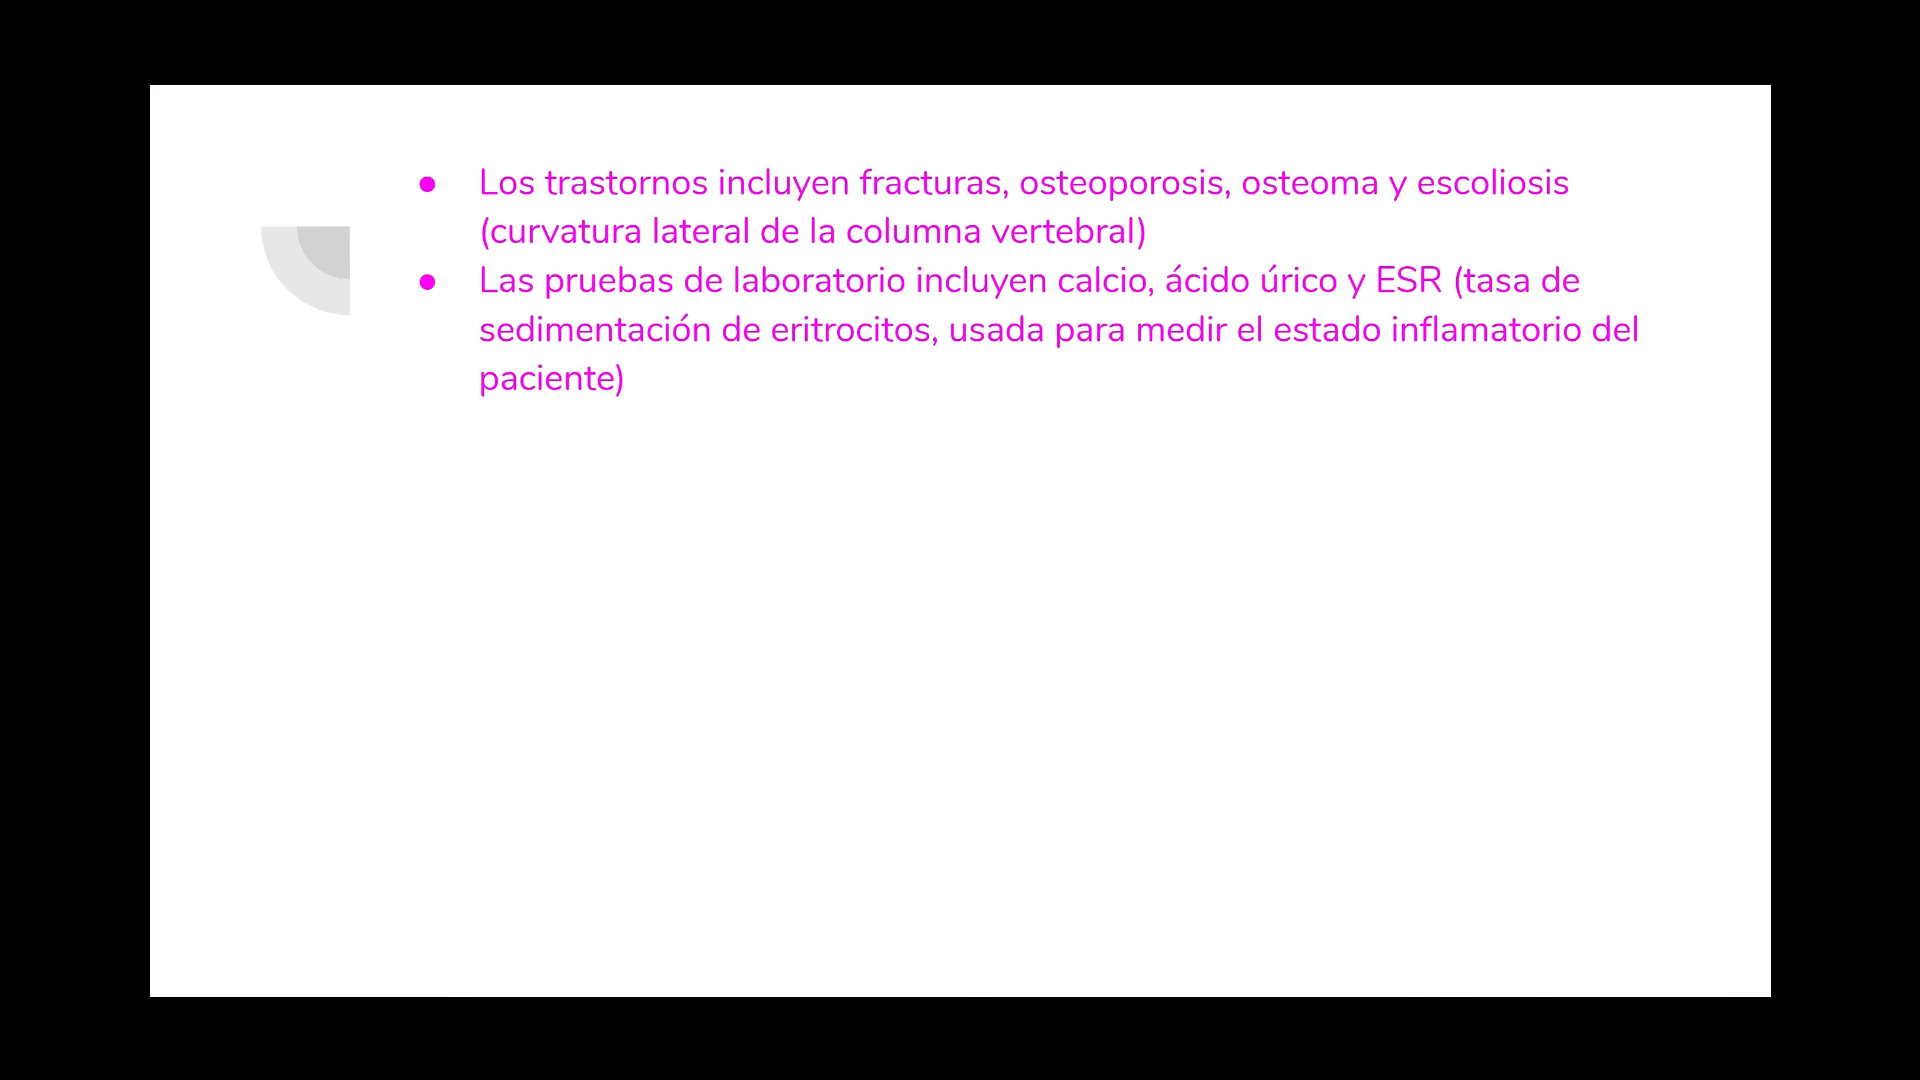 ● Los trastornos incluyen fracturas, osteoporosis, osteoma y escoliosis
(curvatura lateral de la columna vertebral)
● Las pruebas de laboratorio incluyen calcio, ácido úrico y ESR (tasa de
sedimentación de eritrocitos, usada para medir el estado inflamatorio del
paciente)